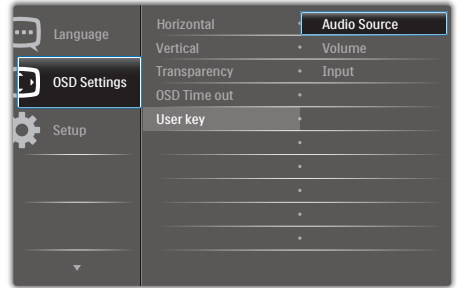 Language
OSD Settings
Setup
Horizontal
Vertical
Transparency
OSD Time out
User key
Audio Source
Volume
Input